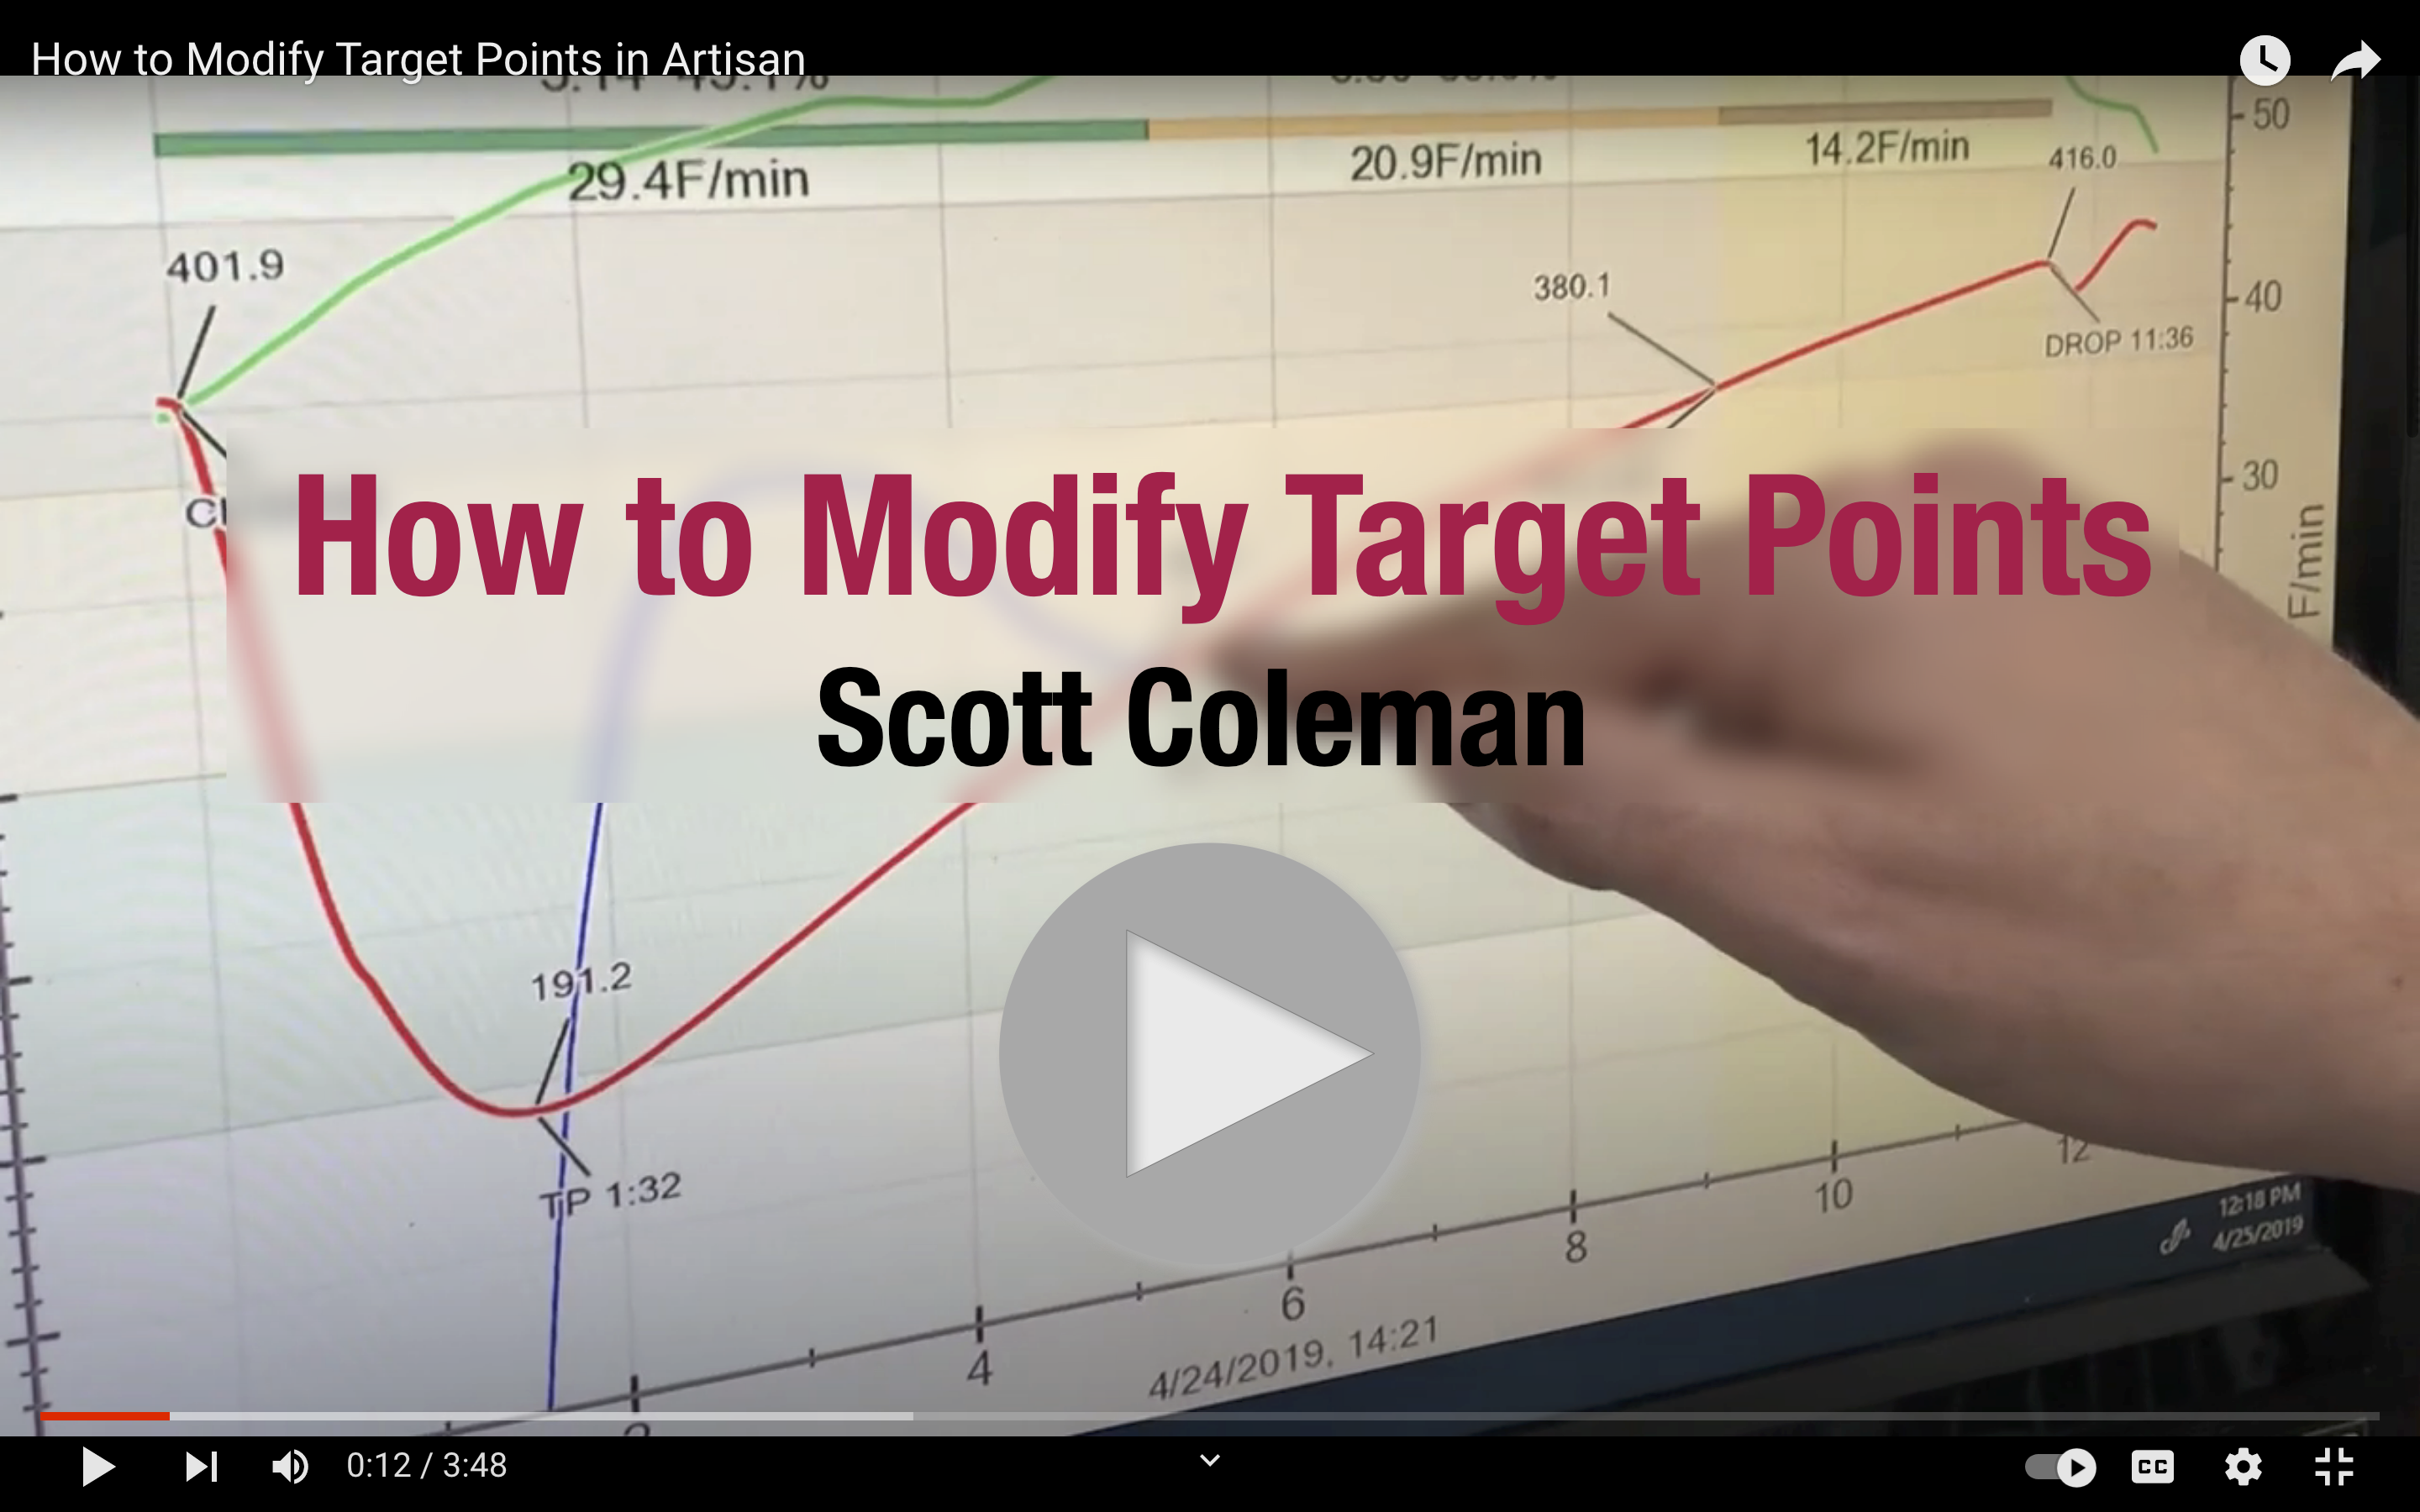 How to Modify Target Points in Artisan
50
29.4F/min
20.9F/min
14.2F/min
416.0
401.9
380.1
40
DROP 11:36
30
How to Modify Target Points
F/min
Scott Coleman
191.2
TP 1:32
12
10
8
6
4
12:18 PM
4/25/2019
4/24/2019, 14:21
0:12 / 3:48
CC